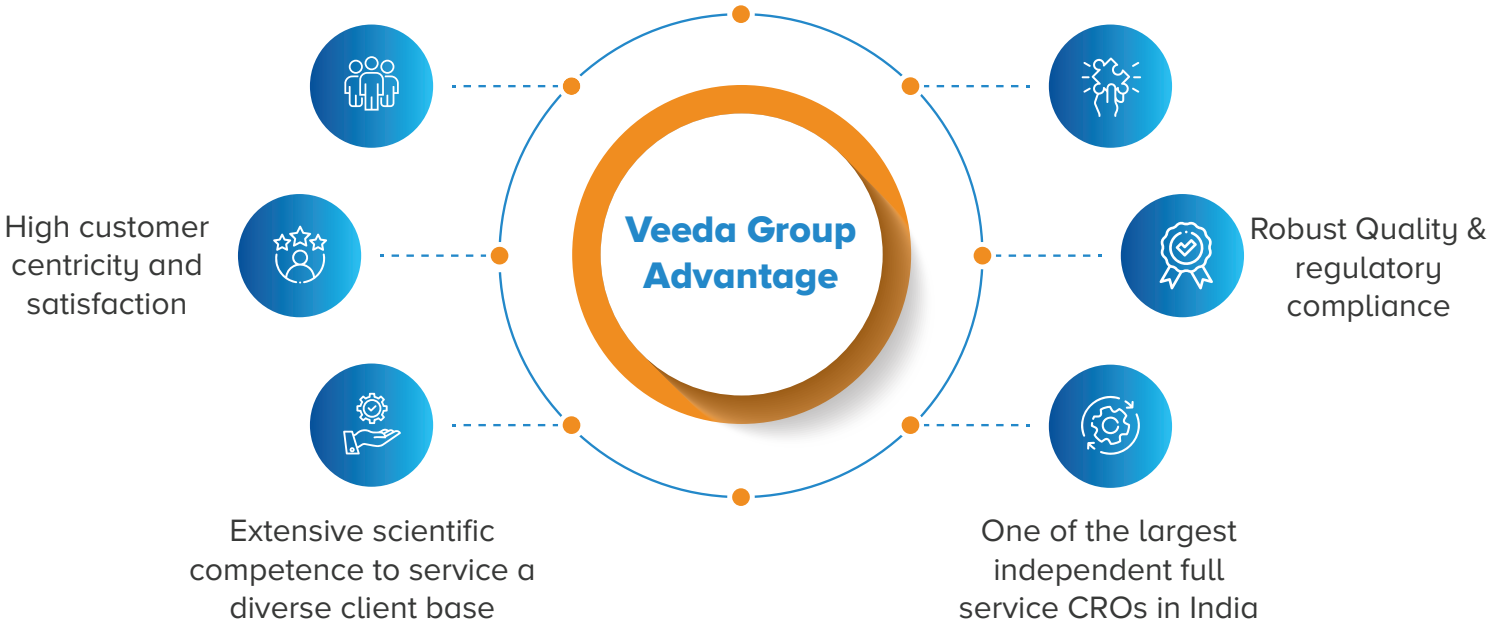 Veeda Group
Advantage
High customer
centricity and
satisfaction
Robust Quality &
regulatory
compliance
Extensive scientific
competence to service a
diverse client base
One of the largest
independent full
service CROs in India